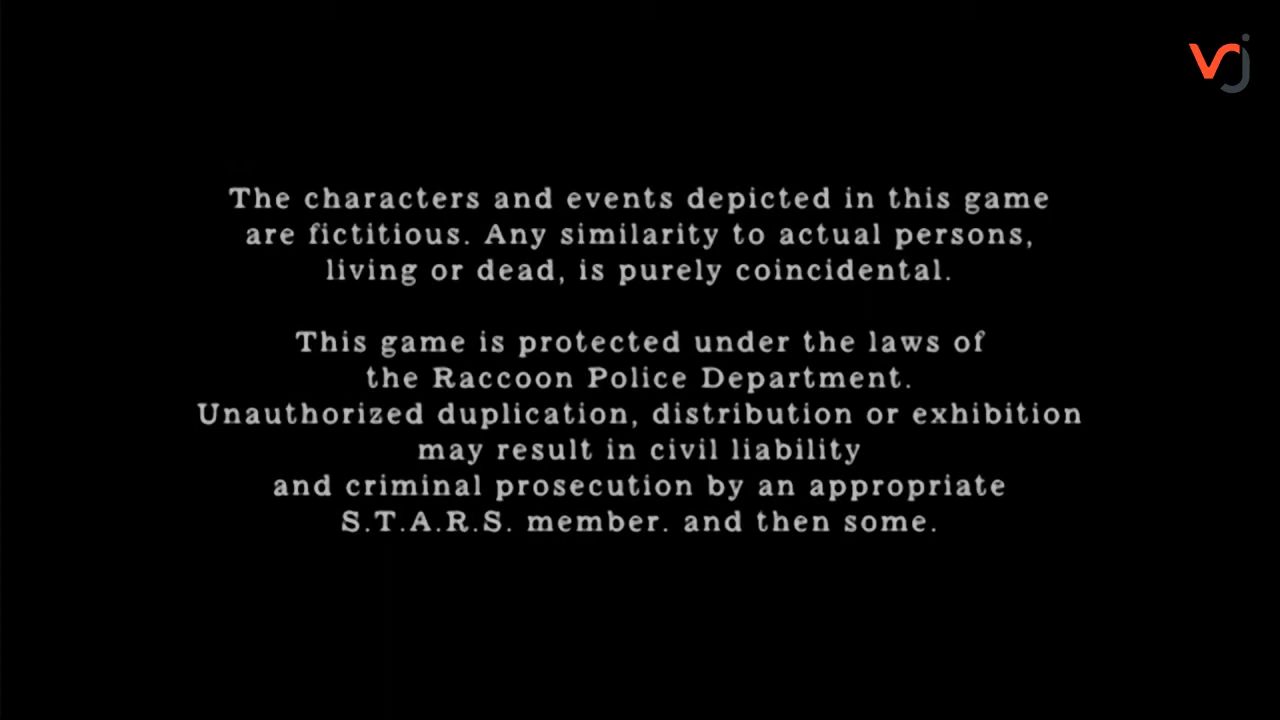 vj
The characters and events depicted in this game
are fictitious. Any similarity to actual persons,
living or dead, is purely coincidental.
This game is protected under the laws of
the Raccoon Police Department.
Unauthorized duplication, distribution or exhibition
may result in civil liability
and criminal prosecution by an appropriate
S.T.A.R.S. member. and then some.